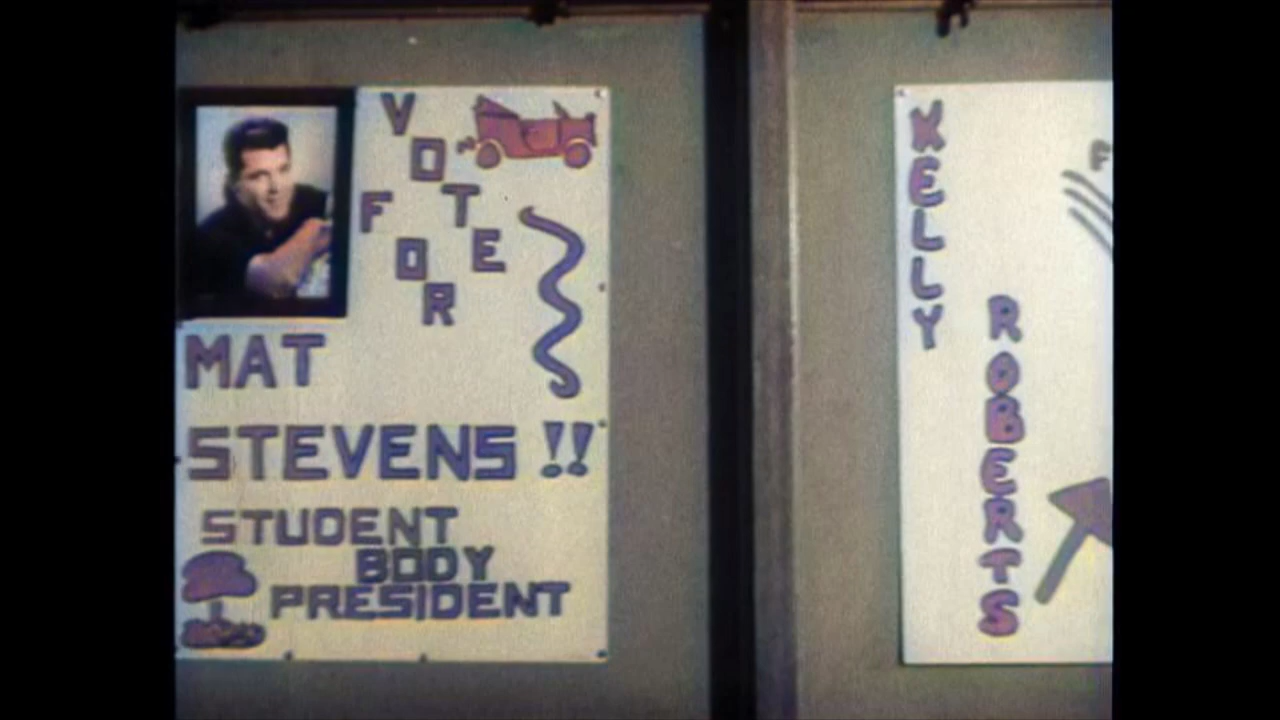 VOTE
FOR
MAT
STEVENS !!
STUDENT
BODY
PRESIDENT
KELLY
ROBERTS
F